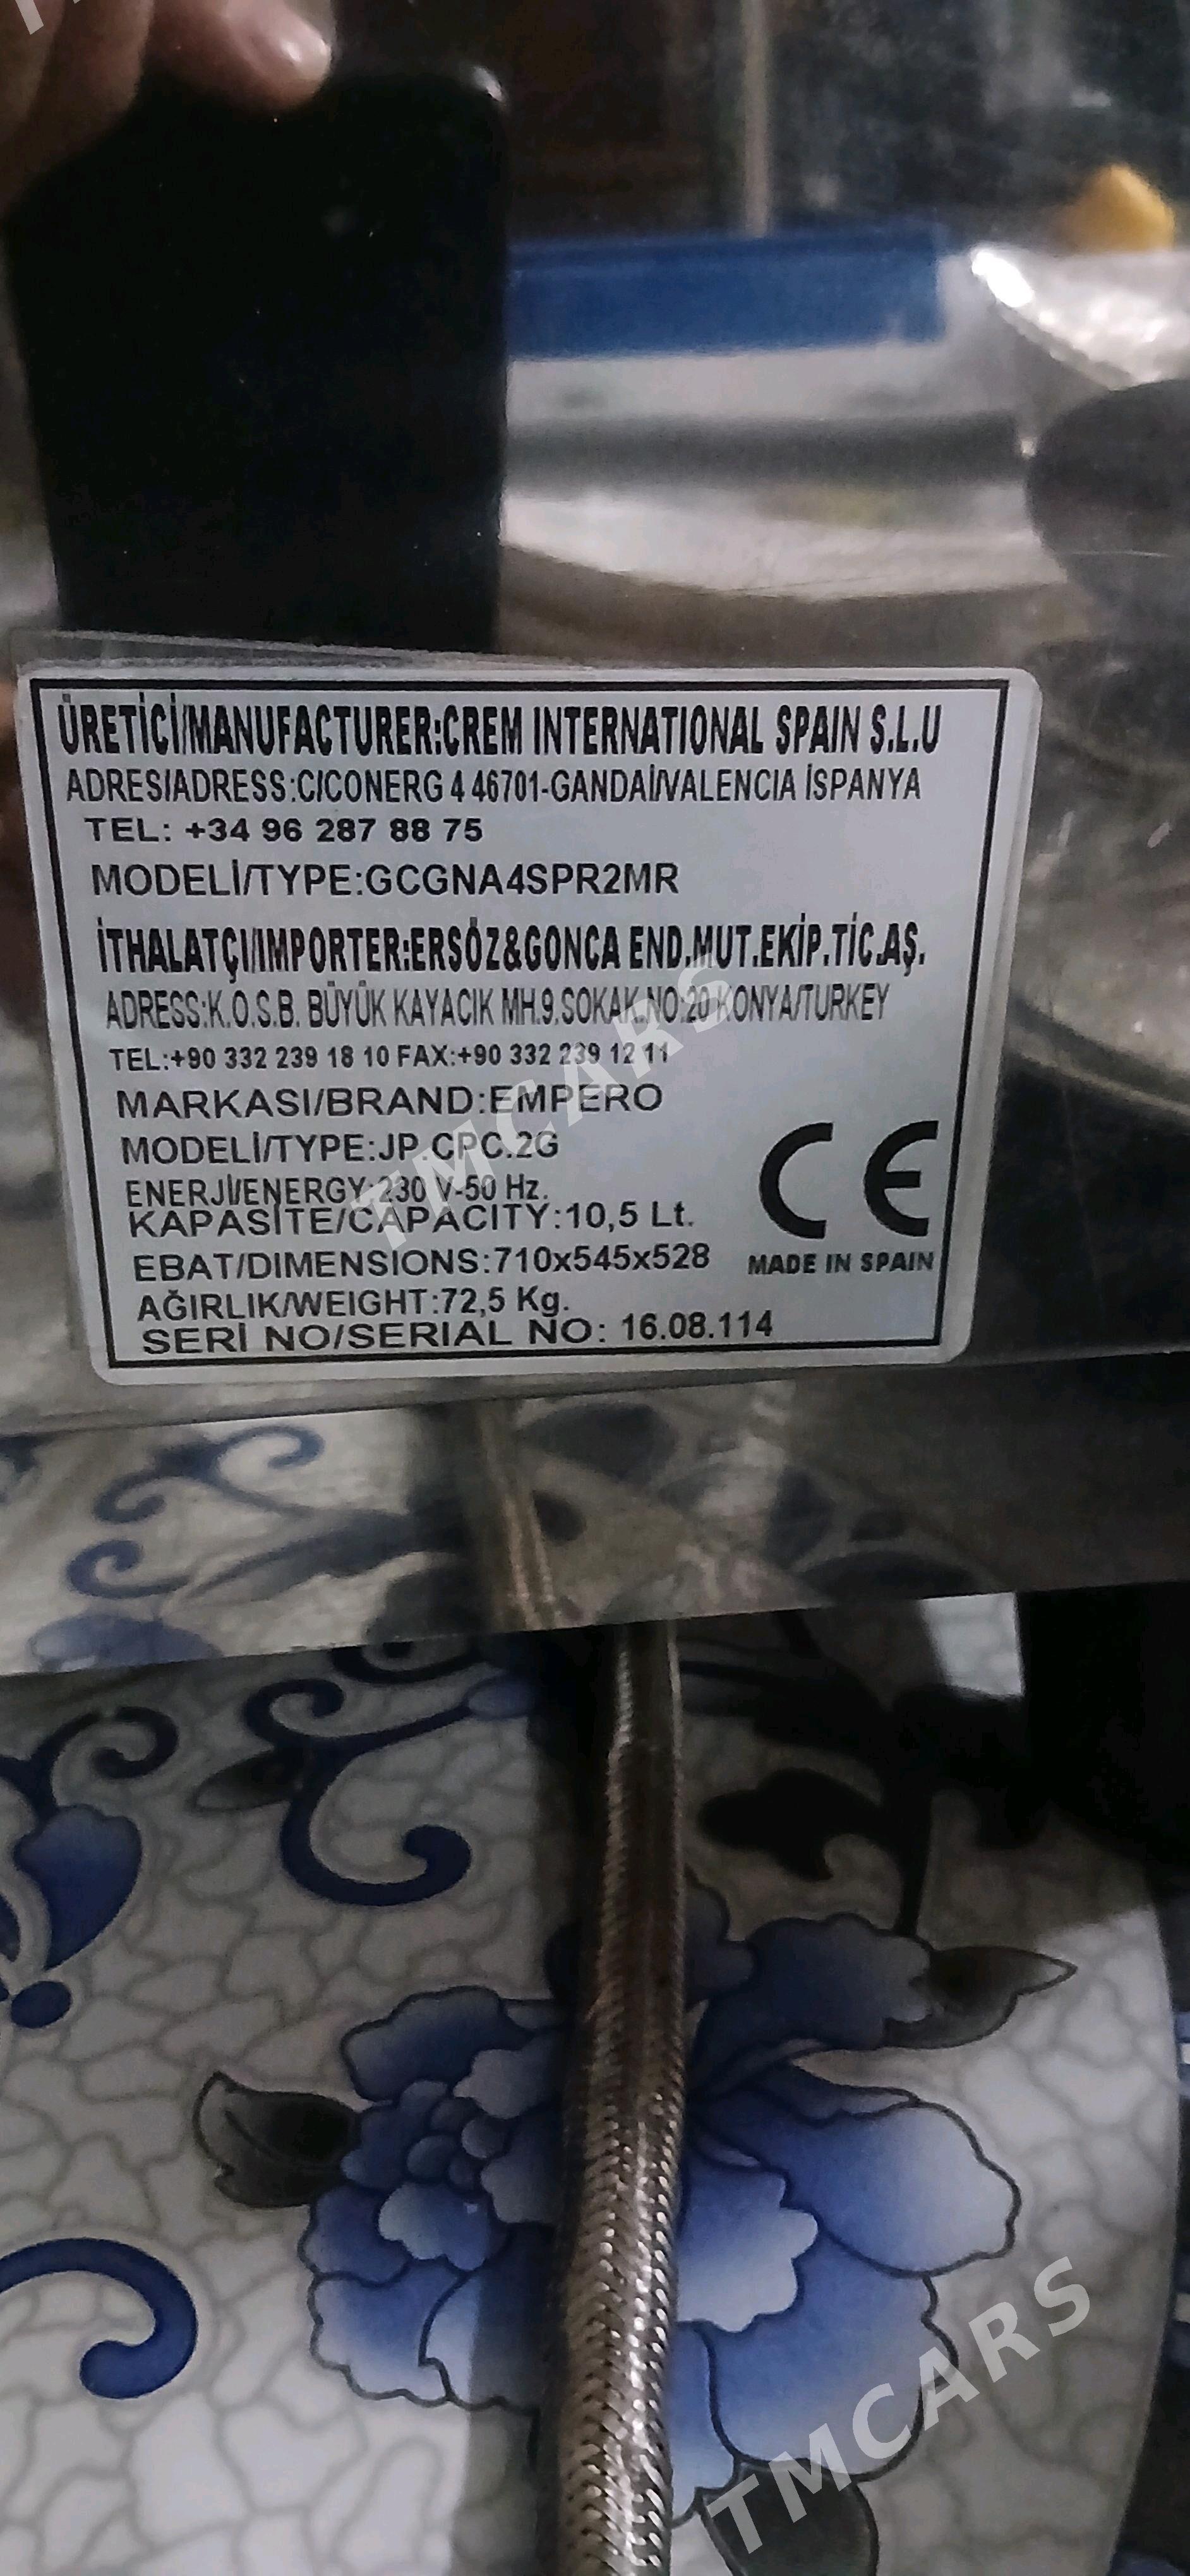 ÜRETİCİ/MANUFACTURER:CREM INTERNATIONAL SPAIN S.L.U
ADRES/ADRESS:C/CONERG 4 46701-GANDAİ/VALENCIA İSPANYA
TEL: +34 96 287 88 75
MODELİ/TYPE:GCGNA4SPR2MR
İTHALATÇI/IMPORTER:ERSÖZ&GONCA END.MUT.EKİP.TİC.AŞ.
ADRESS:K.O.S.B. BÜYÜK KAYACIK MH.9.SOKAK.NO:20 KONYA/TURKEY
TEL:+90 332 239 18 10 FAX:+90 332 239 12 11
MARKASI/BRAND:EMPERO
MODELİ/TYPE:JP.CPC.2G
ENERJİ/ENERGY:230 V-50 Hz.
KAPASİTE/CAPACITY:10,5 Lt.
EBAT/DIMENSIONS:710x545x528
AĞIRLIK/WEIGHT:72,5 Kg.
SERİ NO/SERIAL NO: 16.08.114
CE
MADE IN SPAIN
TMCARS
TMCARS